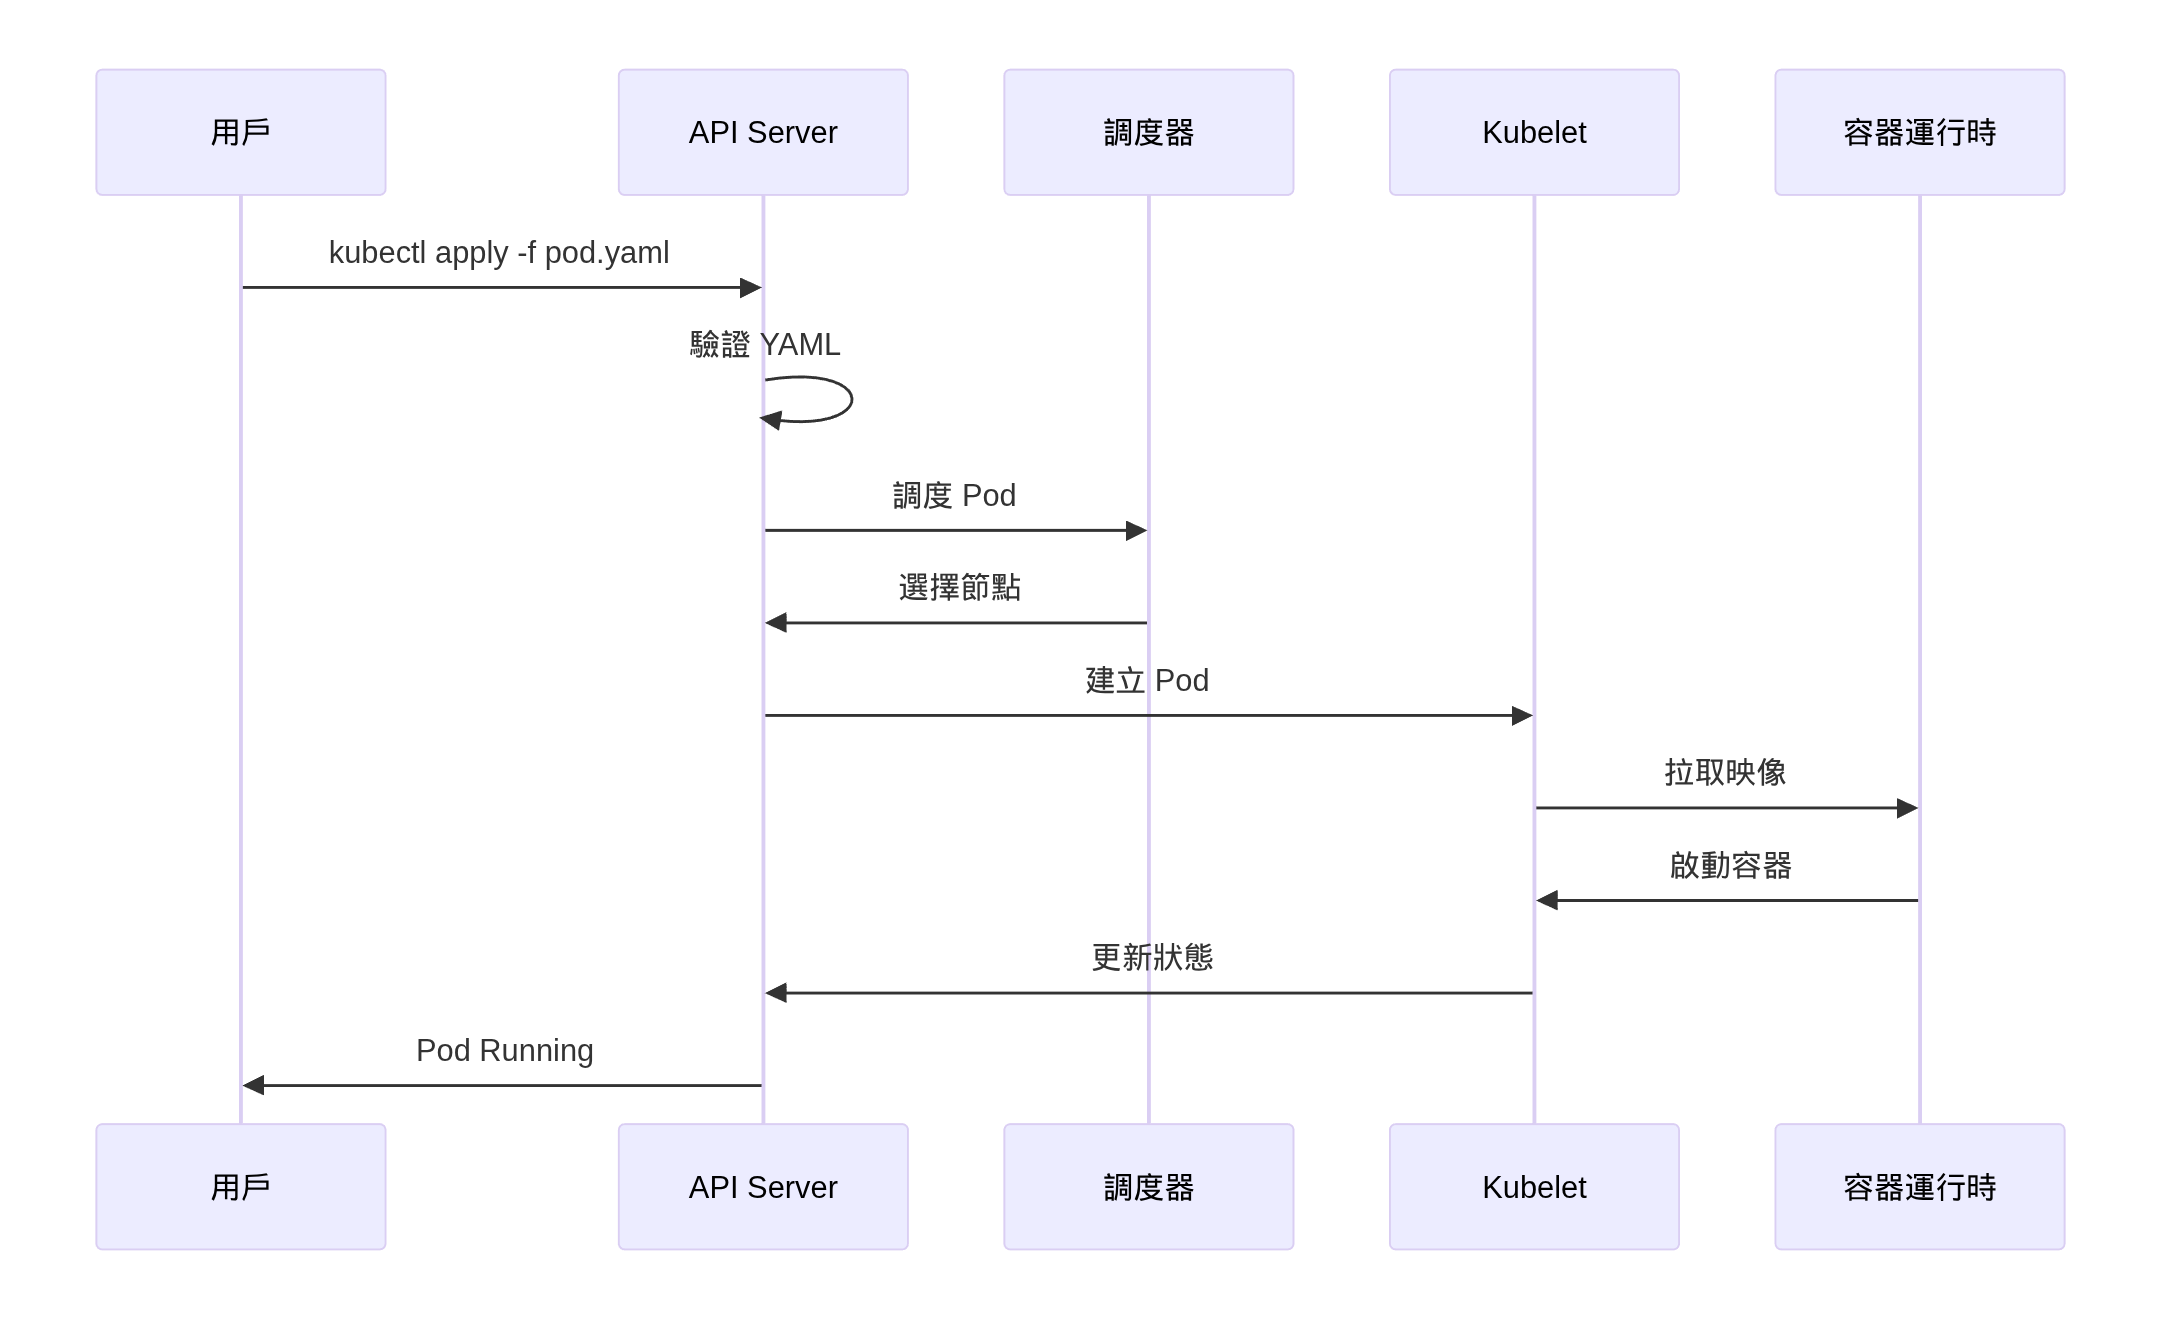 用戶
API Server
調度器
Kubelet
容器運行時
kubectl apply -f pod.yaml
驗證 YAML
調度 Pod
選擇節點
建立 Pod
拉取映像
啟動容器
更新狀態
Pod Running
用戶
API Server
調度器
Kubelet
容器運行時